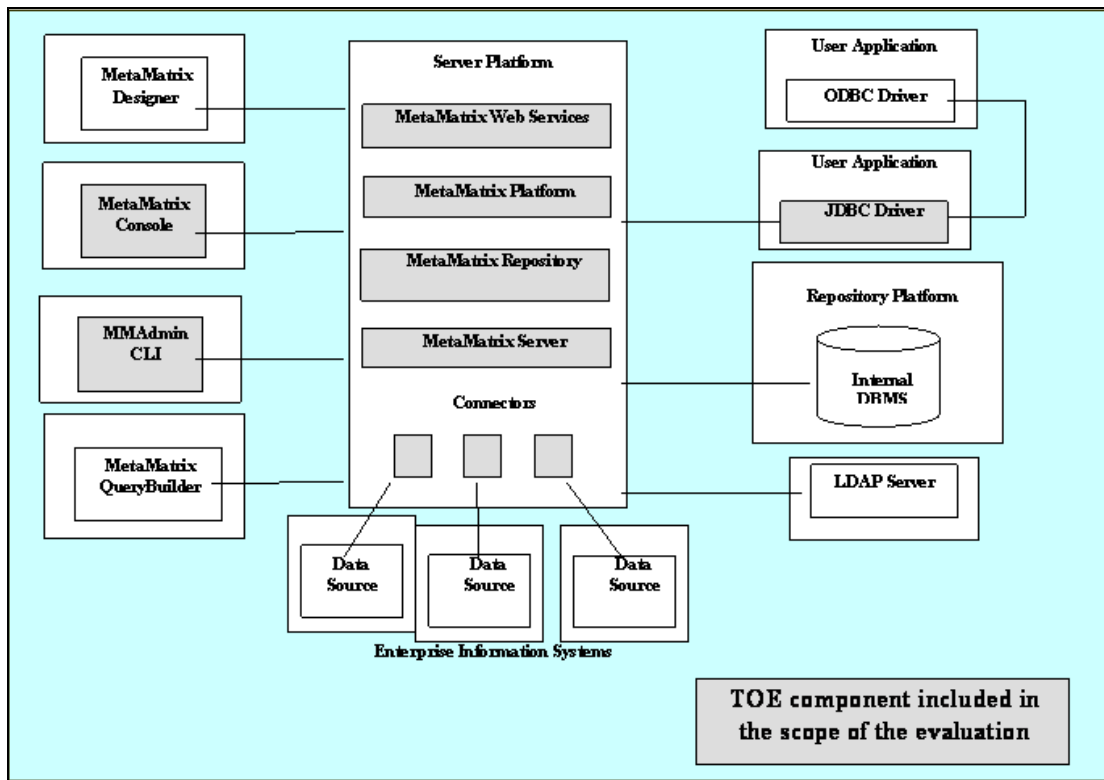 MetaMatrix
Designer
MetaMatrix
Console
MMAdmin
CLI
MetaMatrix
QueryBuilder
Server Platform
MetaMatrix Web Services
MetaMatrix Platform
MetaMatrix Repository
MetaMatrix Server
Connectors
Data
Source
Data
Source
Data
Source
Enterprise Information Systems
User Application
ODBC Driver
User Application
JDBC Driver
Repository Platform
Internal
DBMS
LDAP Server
TOE component included in
the scope of the evaluation